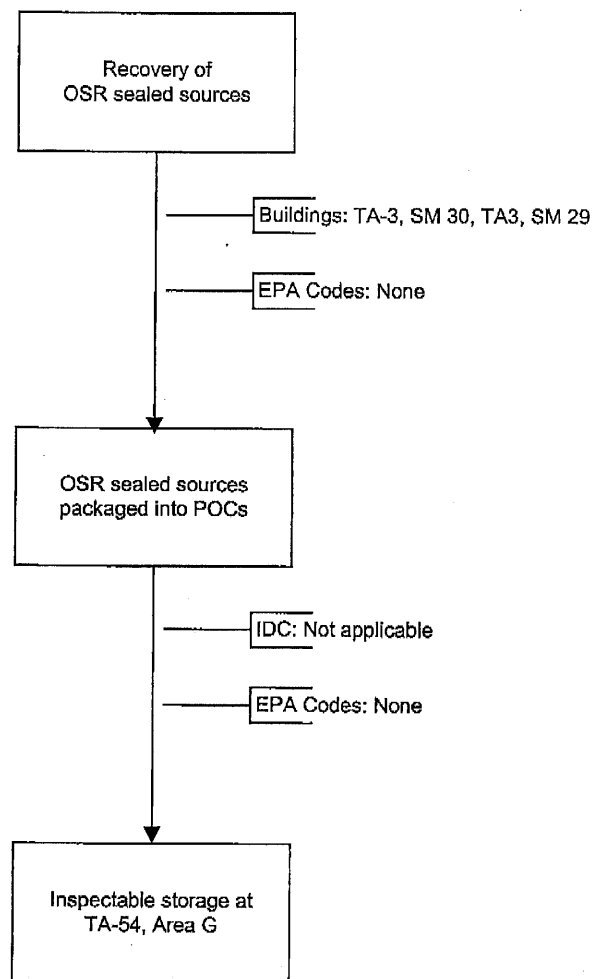 Recovery of
OSR sealed sources
Buildings: TA-3, SM 30, TA3, SM 29
EPA Codes: None
OSR sealed sources
packaged into POCs
IDC: Not applicable
EPA Codes: None
Inspectable storage at
TA-54, Area G